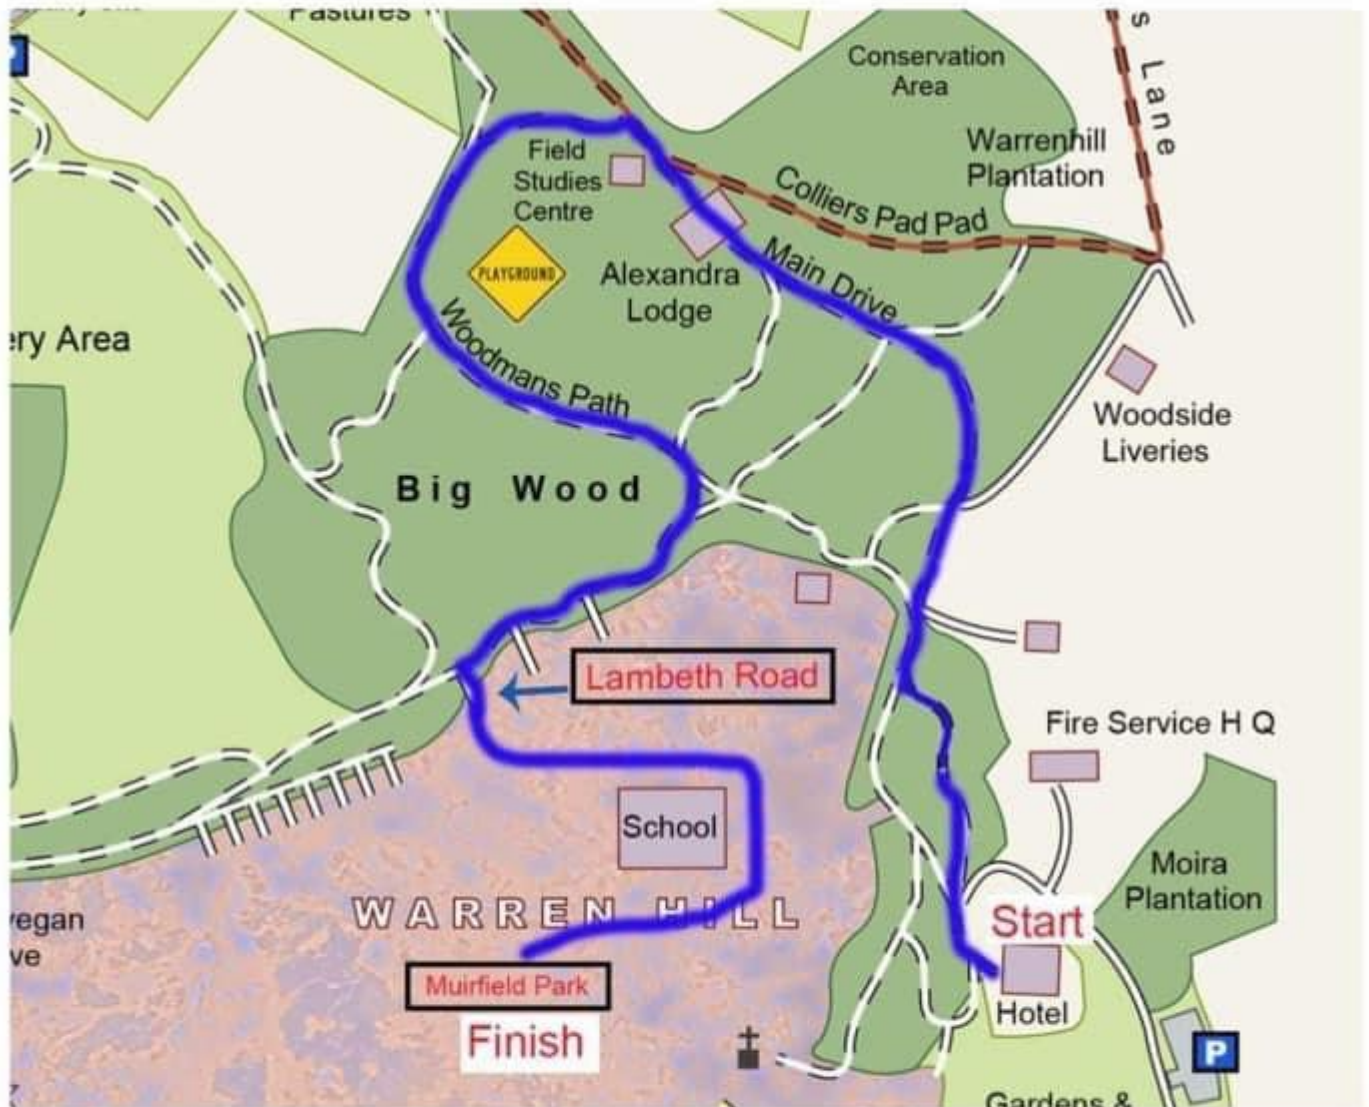 Pastures
Conservation
Area
s Lane
Warrenhill
Plantation
Field
Studies
Centre
Colliers Pad Pad
PLAYGROUND
Alexandra
Lodge
Main Drive
Woodmans Path
ery Area
Woodside
Liveries
Big Wood
Lambeth Road
Fire Service H Q
School
Moira
Plantation
WARREN HILL
Start
vegan
ve
Muirfield Park
Hotel
Finish
P
Gardens &